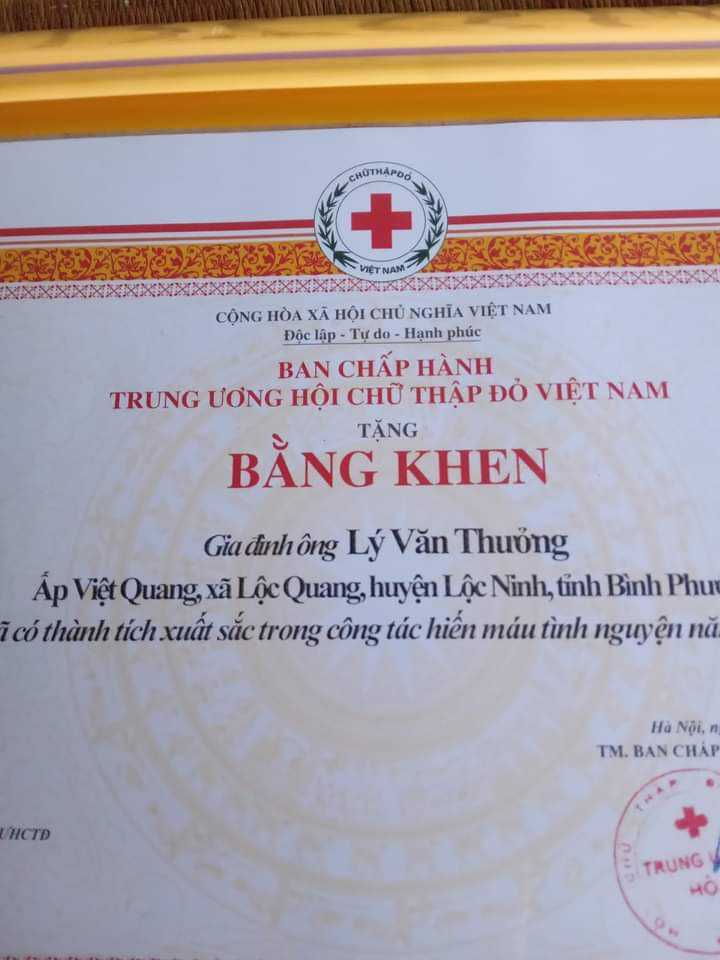 CHỮ THẬP ĐỎ
VIỆT NAM
CỘNG HÒA XÃ HỘI CHỦ NGHĨA VIỆT NAM
Độc lập - Tự do - Hạnh phúc
BAN CHẤP HÀNH
TRUNG ƯƠNG HỘI CHỮ THẬP ĐỎ VIỆT NAM
TẶNG
BẰNG KHEN
Gia đình ông Lý Văn Thưởng
Ấp Việt Quang, xã Lộc Quang, huyện Lộc Ninh, tỉnh Bình
có thành tích xuất sắc trong công tác hiến máu tình nguyện
Hà Nội,
TM. BAN CHẤP
CHỮ THẬP
TRUNG